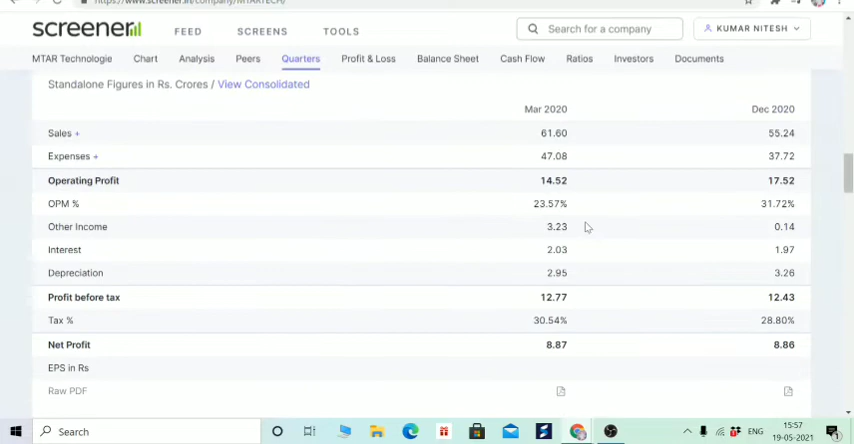 https://www.screener.in/company/MTARTECH/
screener
FEED
SCREENS
TOOLS
Search for a company
KUMAR NITESH
MTAR Technologie
Chart
Analysis
Peers
Quarters
Profit & Loss
Balance Sheet
Cash Flow
Ratios
Investors
Documents
Standalone Figures in Rs. Crores / View Consolidated
Mar 2020 Dec 2020
Sales + 61.60 55.24
Expenses + 47.08 37.72
Operating Profit 14.52 17.52
OPM % 23.57% 31.72%
Other Income 3.23 0.14
Interest 2.03 1.97
Depreciation 2.95 3.26
Profit before tax 12.77 12.43
Tax % 30.54% 28.80%
Net Profit 8.87 8.86
EPS in Rs
Raw PDF
Search
ENG
15:57
19-05-2021